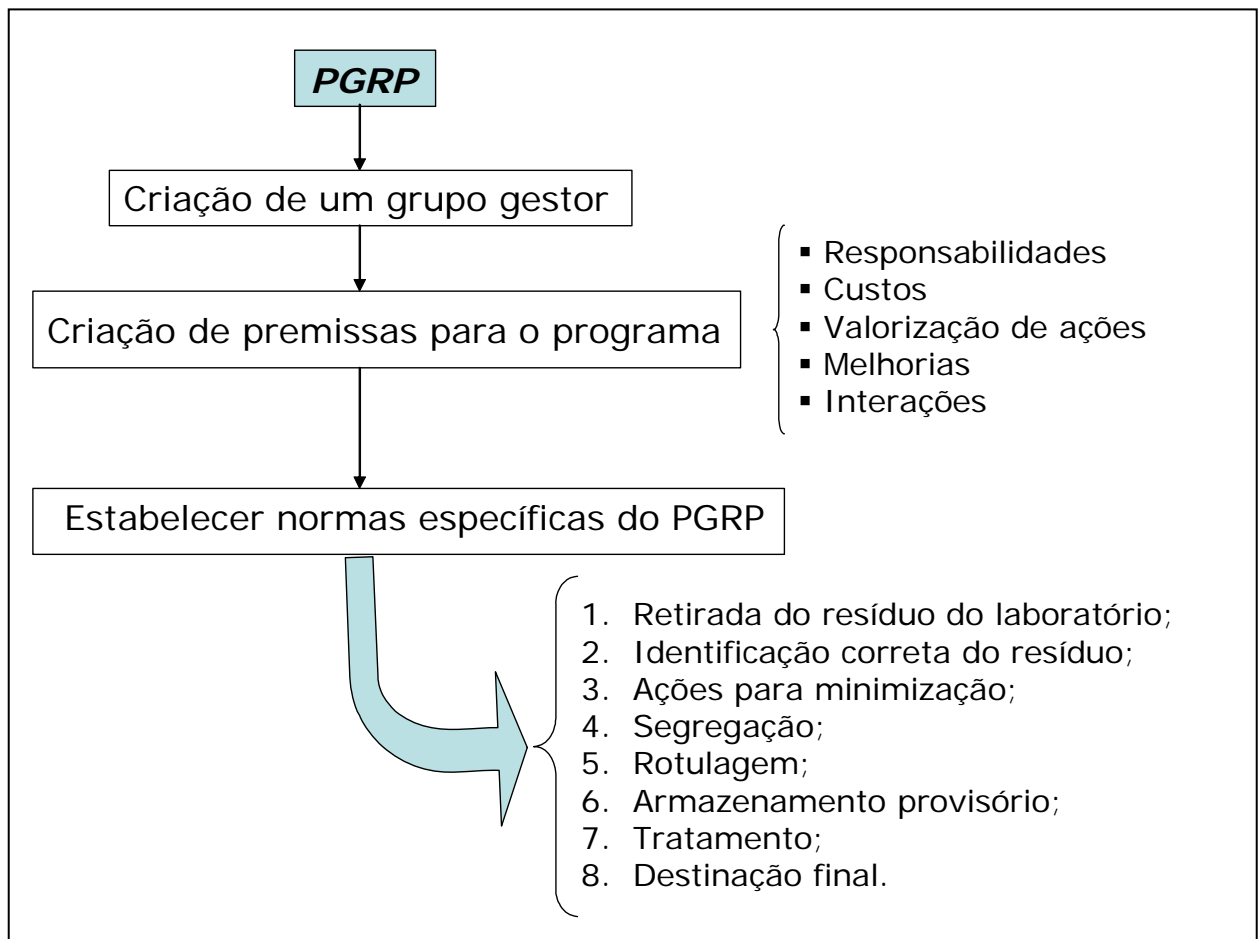 PGRP
Criação de um grupo gestor
Criação de premissas para o programa
▪ Responsabilidades
▪ Custos
▪ Valorização de ações
▪ Melhorias
▪ Interações
Estabelecer normas específicas do PGRP
1. Retirada do resíduo do laboratório;
2. Identificação correta do resíduo;
3. Ações para minimização;
4. Segregação;
5. Rotulagem;
6. Armazenamento provisório;
7. Tratamento;
8. Destinação final.